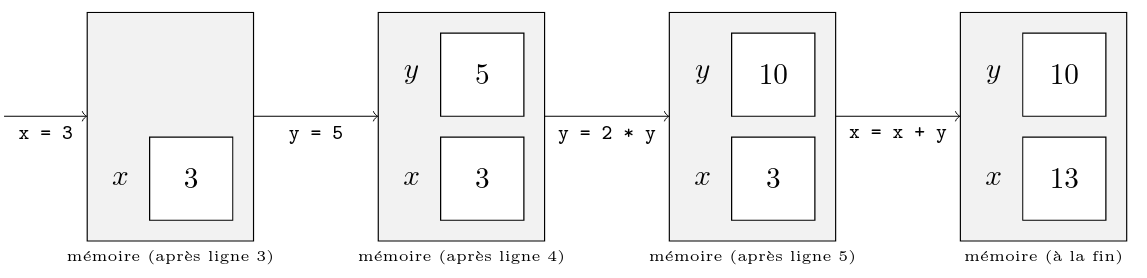 x = 3
x 3
mémoire (après ligne 3)
y = 5
y 5
x 3
mémoire (après ligne 4)
y = 2 * y
y 10
x 3
mémoire (après ligne 5)
x = x + y
y 10
x 13
mémoire (à la fin)